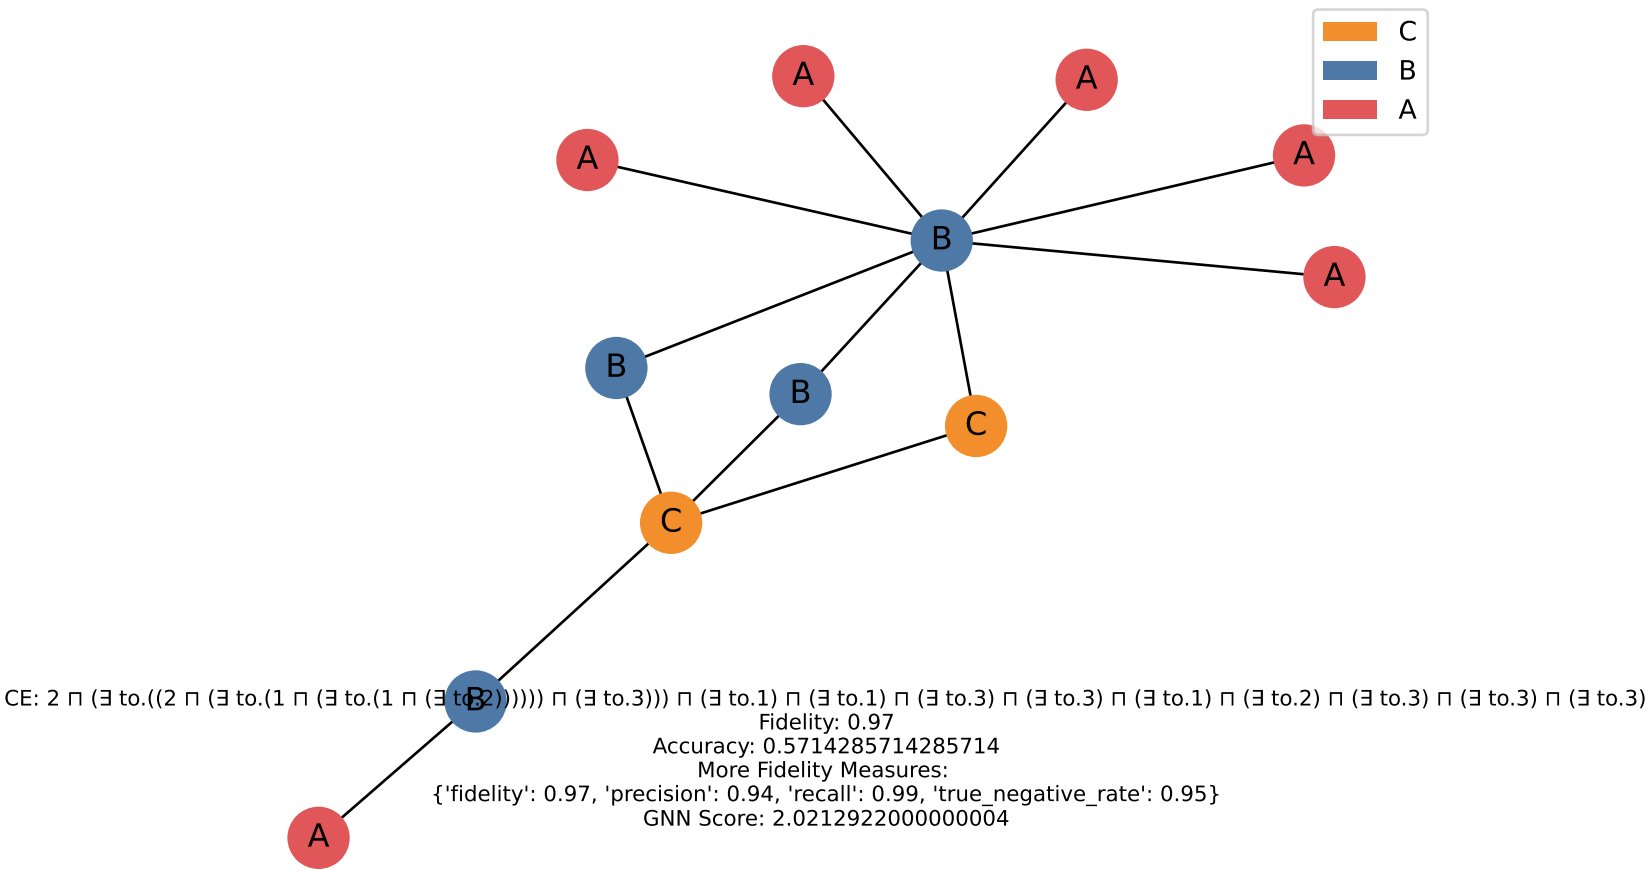 C
B
A
A
A
A
A
B
A
B
B
C
C
B
CE: 2 ⊓ (∃ to.((2 ⊓ (∃ to.(1 ⊓ (∃ to.(1 ⊓ (∃ to.2))))) ⊓ (∃ to.3))) ⊓ (∃ to.1) ⊓ (∃ to.1) ⊓ (∃ to.3) ⊓ (∃ to.3) ⊓ (∃ to.1) ⊓ (∃ to.2) ⊓ (∃ to.3) ⊓ (∃ to.3) ⊓ (∃ to.3)
Fidelity: 0.97
Accuracy: 0.5714285714285714
More Fidelity Measures:
{'fidelity': 0.97, 'precision': 0.94, 'recall': 0.99, 'true_negative_rate': 0.95}
GNN Score: 2.0212922000000004
A